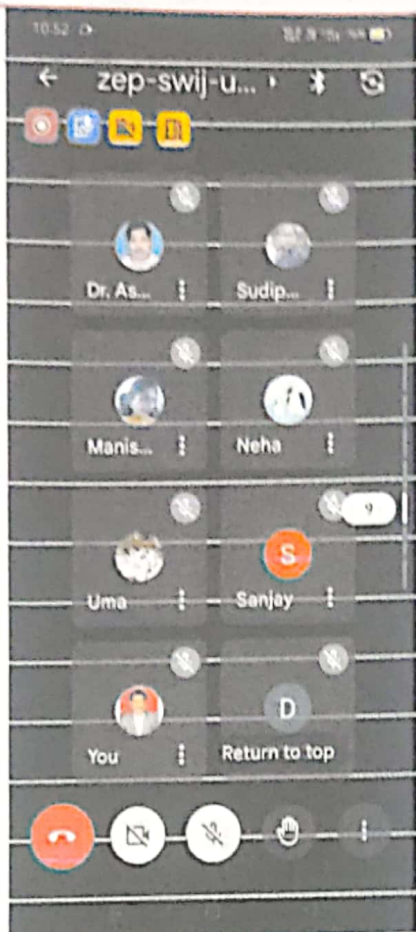 10:52
zep-swij-u...
Dr. As...
Sudip...
Manis...
Neha
9
Uma
S
Sanjay
D
You
Return to top